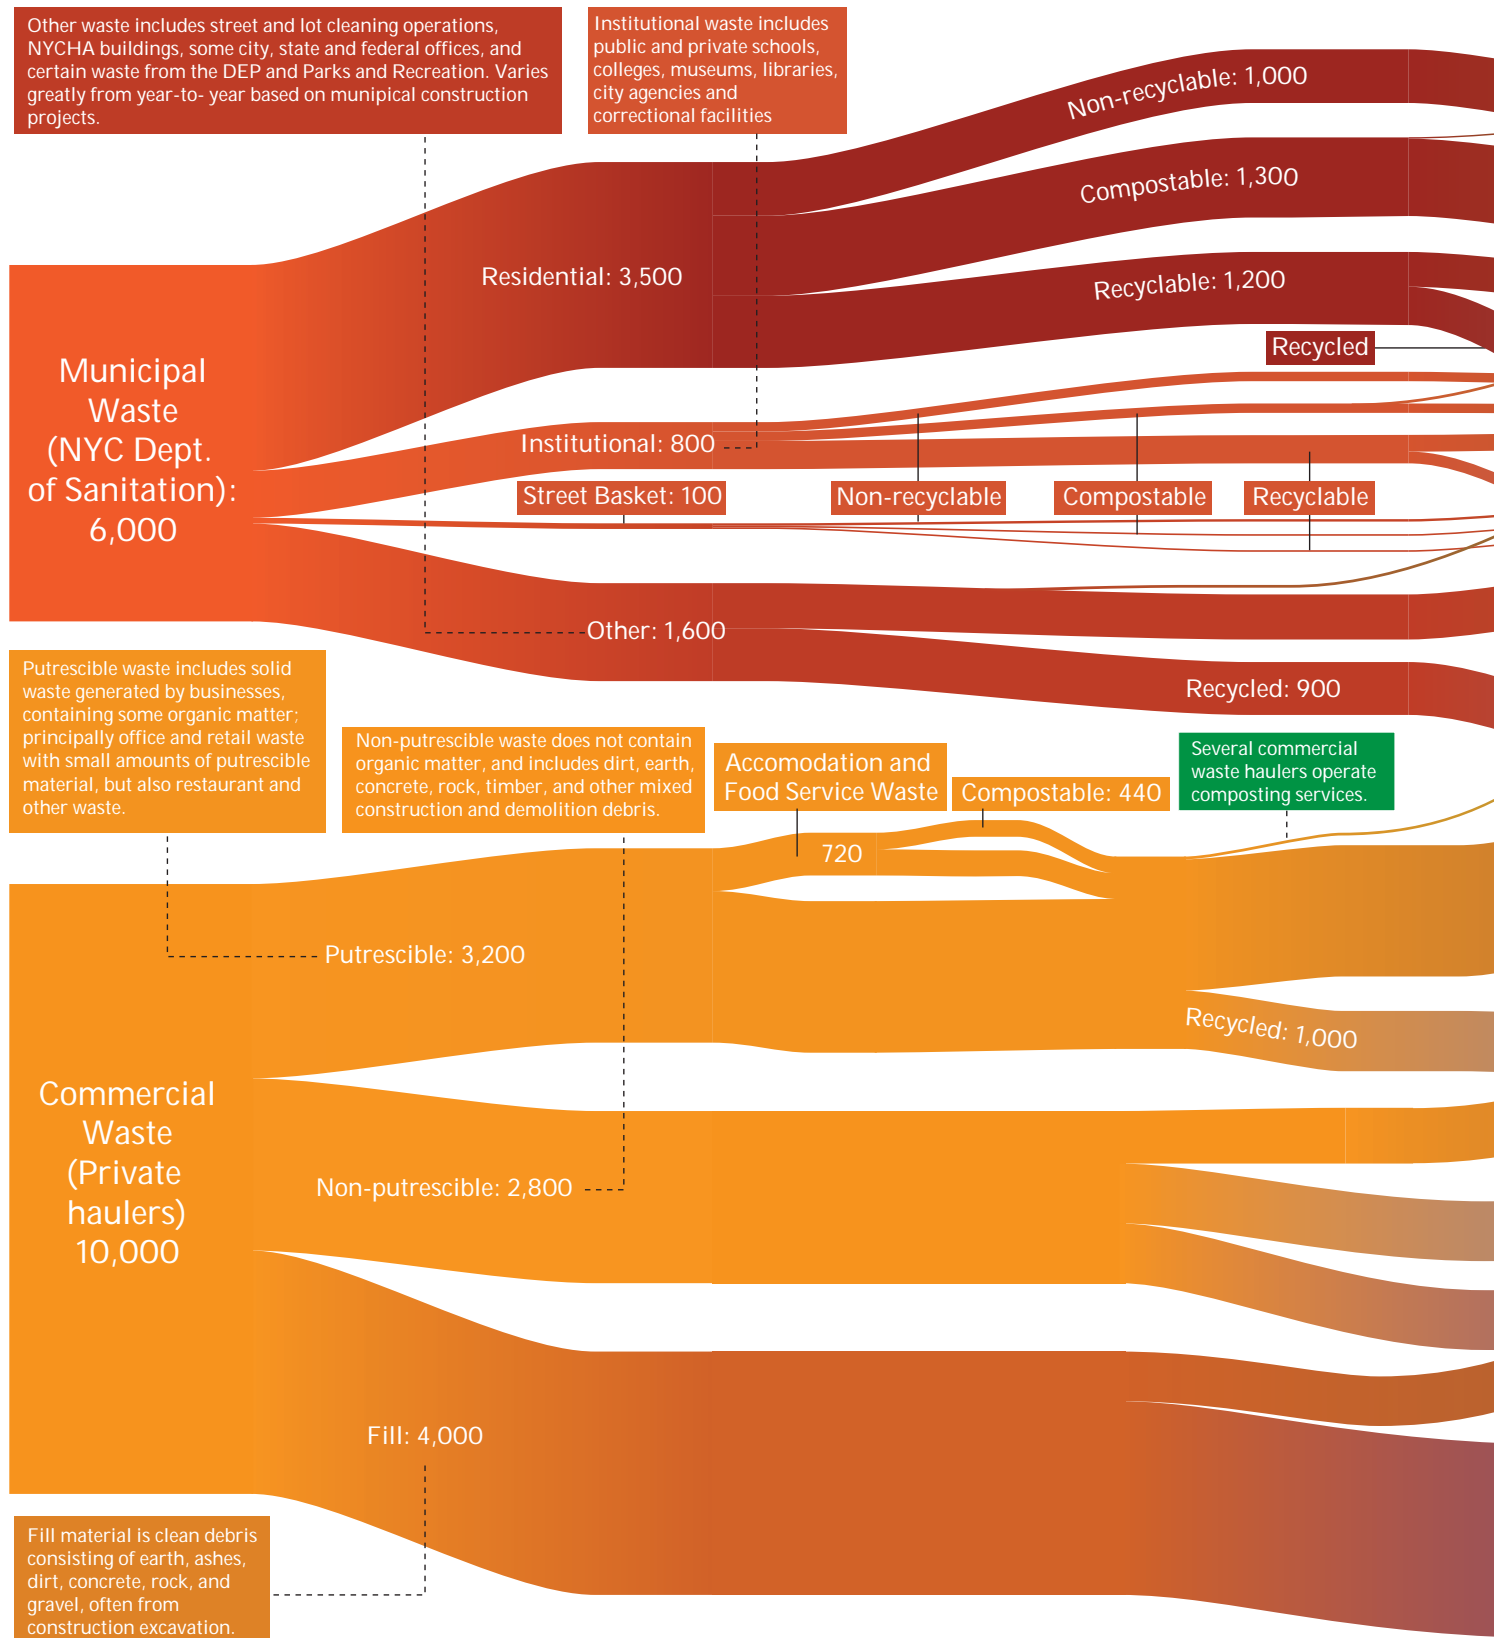 Other waste includes street and lot cleaning operations,
NYCHA buildings, some city, state and federal offices, and
certain waste from the DEP and Parks and Recreation. Varies
greatly from year-to- year based on munipical construction
projects.
Institutional waste includes
public and private schools,
colleges, museums, libraries,
city agencies and
correctional facilities
Non-recyclable: 1,000
Compostable: 1,300
Residential: 3,500
Recyclable: 1,200
Recycled
Municipal
Waste
(NYC Dept.
of Sanitation):
6,000
Institutional: 800
Street Basket: 100
Non-recyclable
Compostable
Recyclable
Other: 1,600
Recycled: 900
Putrescible waste includes solid
waste generated by businesses,
containing some organic matter;
principally office and retail waste
with small amounts of putrescible
material, but also restaurant and
other waste.
Non-putrescible waste does not contain
organic matter, and includes dirt, earth,
concrete, rock, timber, and other mixed
construction and demolition debris.
Accomodation and
Food Service Waste
Compostable: 440
Several commercial
waste haulers operate
composting services.
720
Putrescible: 3,200
Recycled: 1,000
Commercial
Waste
(Private
haulers)
10,000
Non-putrescible: 2,800
Fill: 4,000
Fill material is clean debris
consisting of earth, ashes,
dirt, concrete, rock, and
gravel, often from
construction excavation.